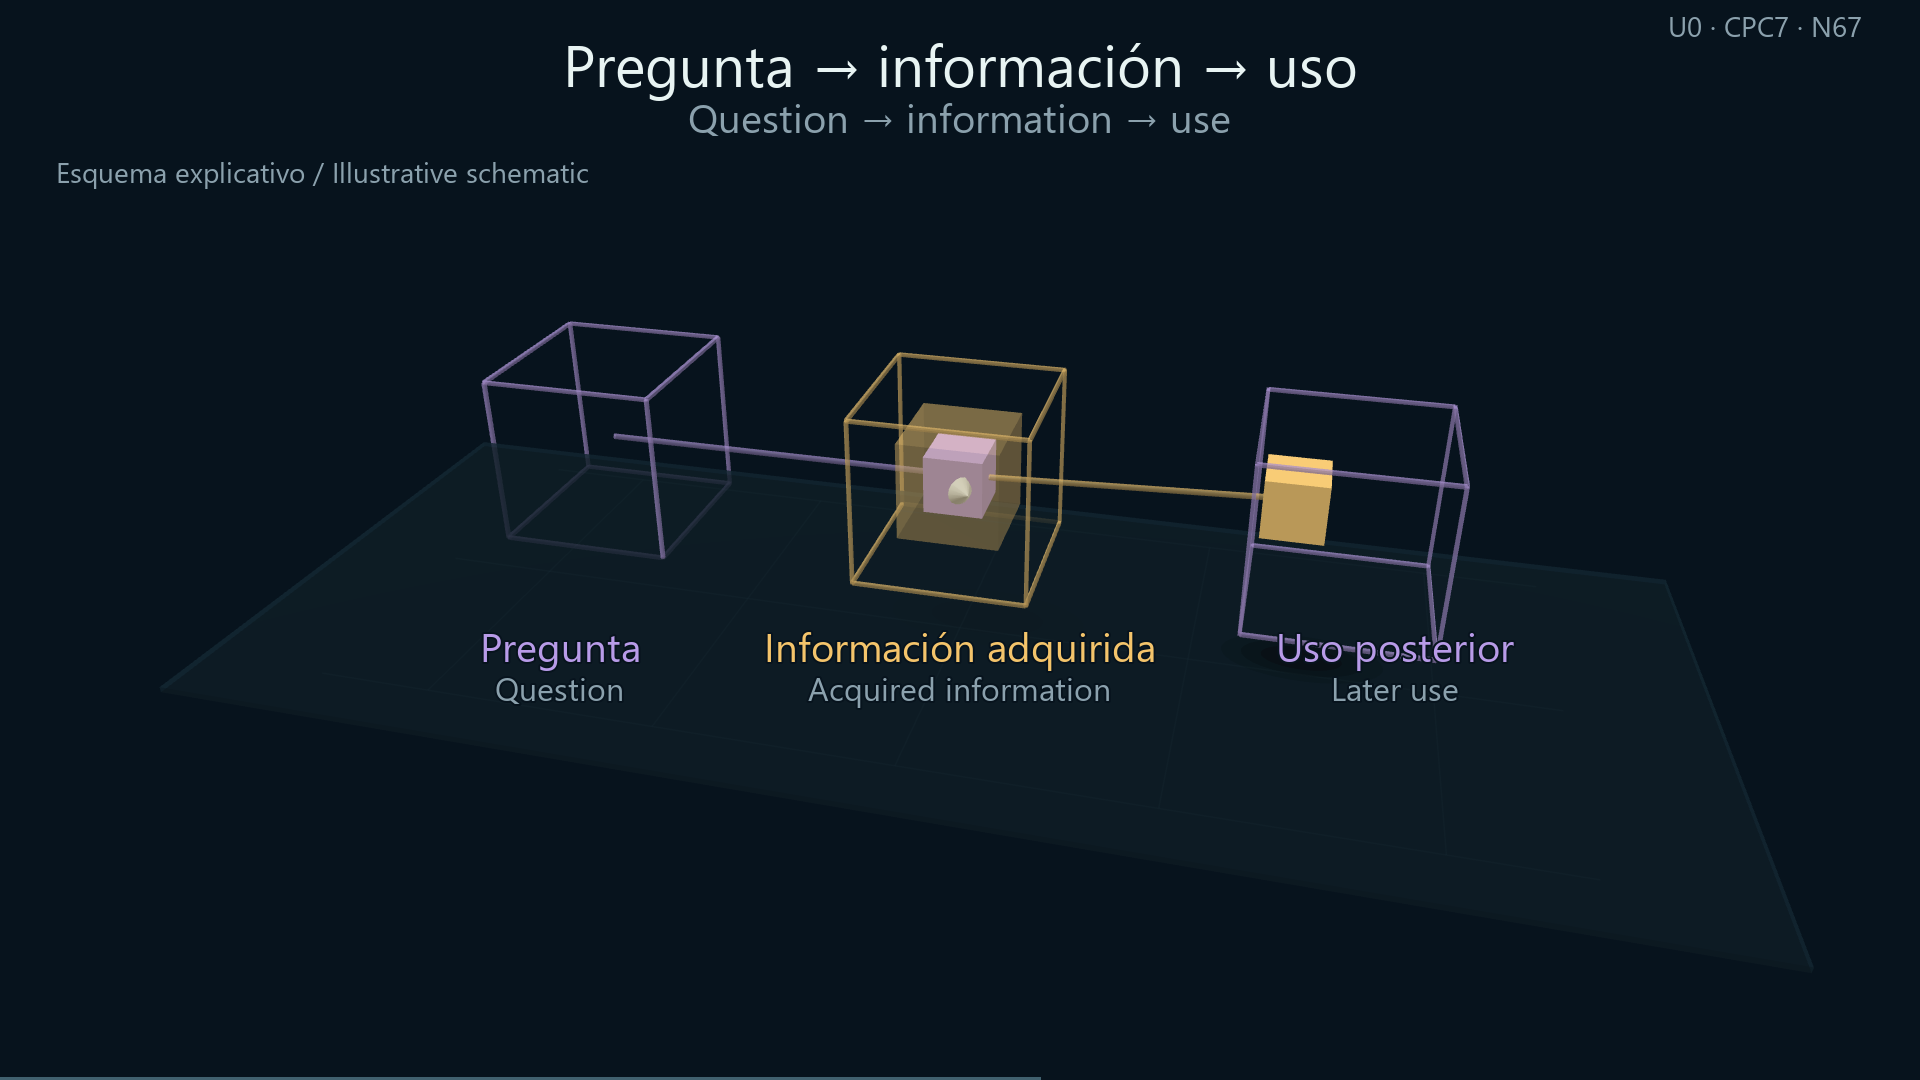 U0 · CPC7 · N67
Pregunta → información → uso
Question → information → use
Esquema explicativo / Illustrative schematic
Pregunta
Question
Información adquirida
Acquired information
Uso posterior
Later use